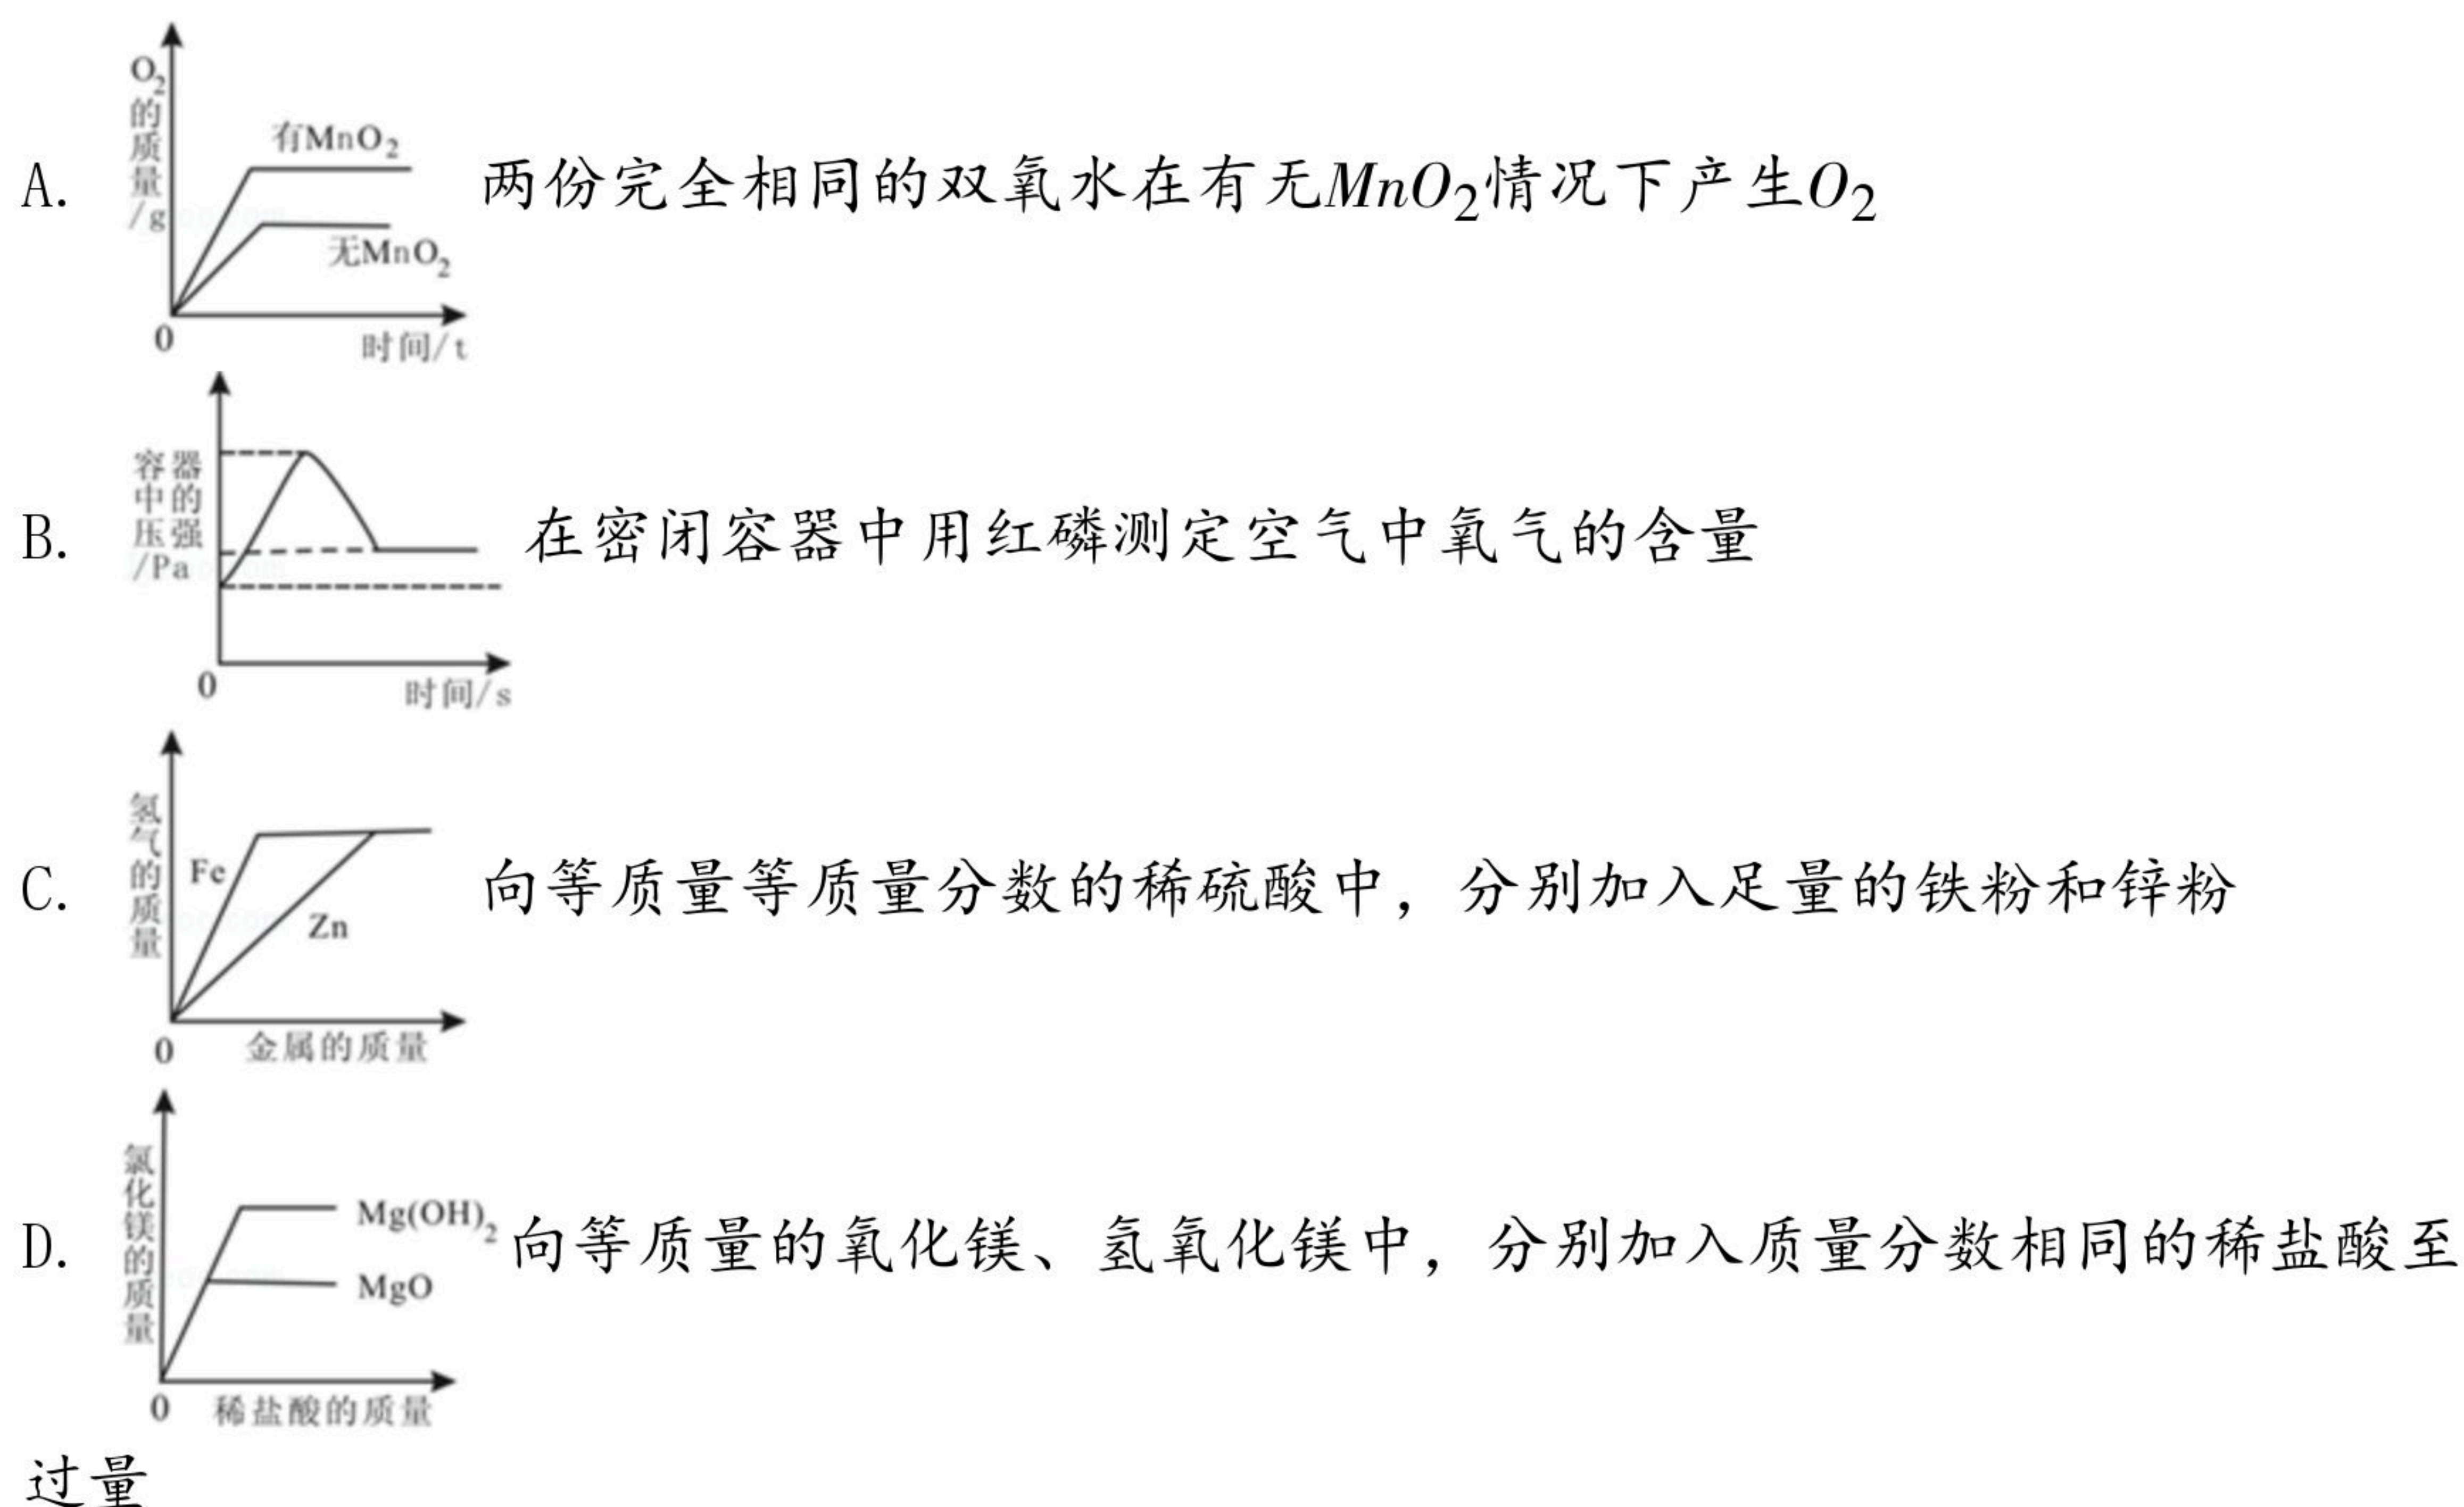 O₂的质量/g
有MnO₂
无MnO₂
0
时间/t
A. 两份完全相同的双氧水在有无MnO₂情况下产生O₂
容器中的压强/Pa
0
时间/s
B. 在密闭容器中用红磷测定空气中氧气的含量
氢气的质量
Fe
Zn
0
金属的质量
C. 向等质量等质量分数的稀硫酸中，分别加入足量的铁粉和锌粉
氯化镁的质量
Mg(OH)₂
MgO
0
稀盐酸的质量
D. 向等质量的氧化镁、氢氧化镁中，分别加入质量分数相同的稀盐酸至
过量